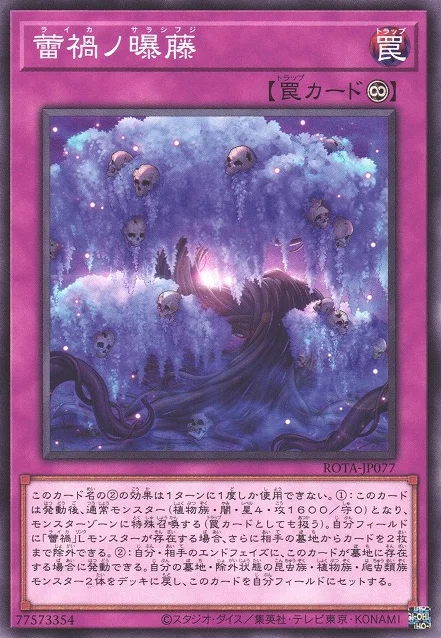 ライカ サラシフジ
蕾禍ノ曝藤
トラップ
罠
トラップ
【罠カード】
ROTA-JP077
このカード名の②の効果は1ターンに1度しか使用できない。①：このカード
は発動後、通常モンスター（植物族・闇・星4・攻1600／守0）となり、
モンスターゾーンに特殊召喚する（罠カードとしても扱う）。自分フィールド
に「蕾禍」Lモンスターが存在する場合、さらに相手の墓地からカードを2枚
まで除外できる。②：自分・相手のエンドフェイズに、このカードが墓地に存在
する場合に発動できる。自分の墓地・除外状態の昆虫族・植物族・爬虫類族
モンスター2体をデッキに戻し、このカードを自分フィールドにセットする。
77573354
©スタジオ・ダイス／集英社・テレビ東京・KONAMI